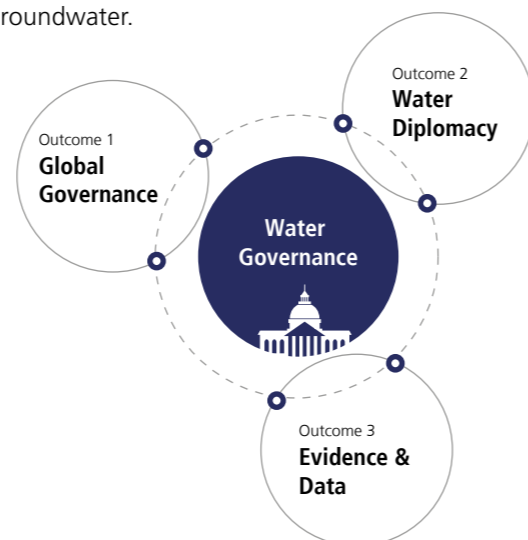 roundwater.
Outcome 1
Global
Governance
Outcome 2
Water
Diplomacy
Water
Governance
Outcome 3
Evidence &
Data